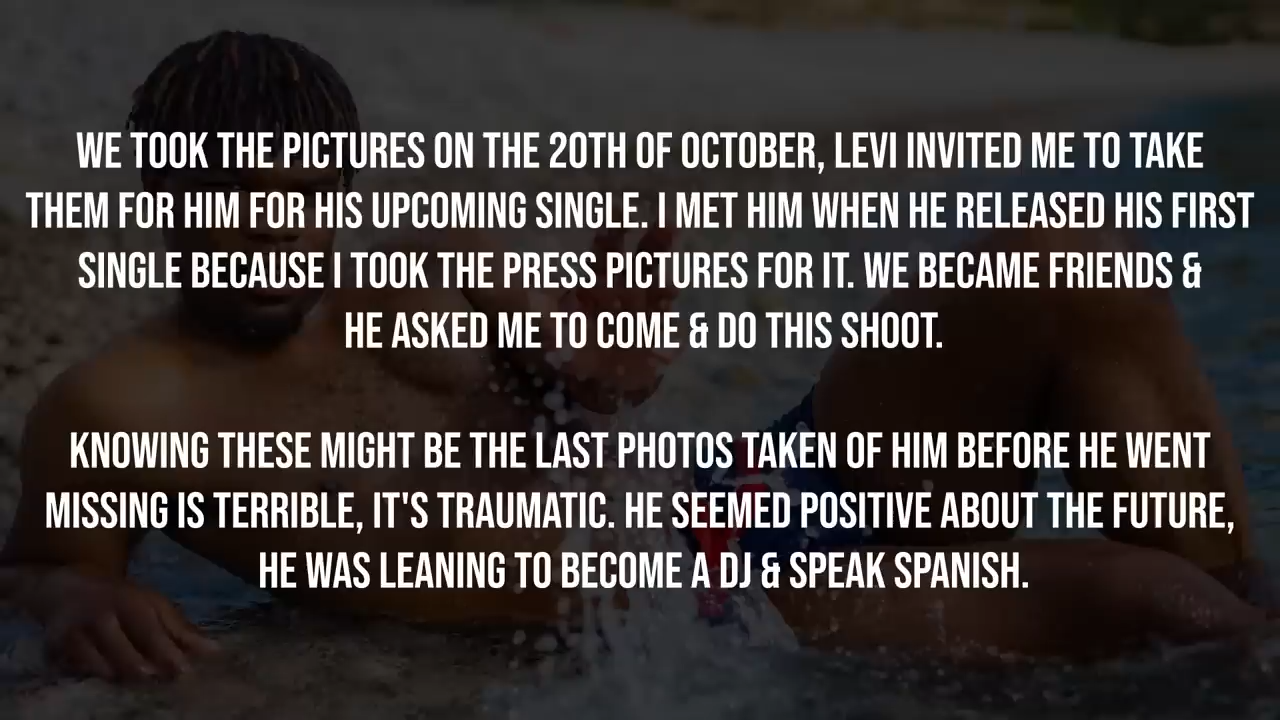 WE TOOK THE PICTURES ON THE 20TH OF OCTOBER, LEVI INVITED ME TO TAKE
THEM FOR HIM FOR HIS UPCOMING SINGLE. I MET HIM WHEN HE RELEASED HIS FIRST
SINGLE BECAUSE I TOOK THE PRESS PICTURES FOR IT. WE BECAME FRIENDS &
HE ASKED ME TO COME & DO THIS SHOOT.
KNOWING THESE MIGHT BE THE LAST PHOTOS TAKEN OF HIM BEFORE HE WENT
MISSING IS TERRIBLE, IT'S TRAUMATIC. HE SEEMED POSITIVE ABOUT THE FUTURE,
HE WAS LEANING TO BECOME A DJ & SPEAK SPANISH.